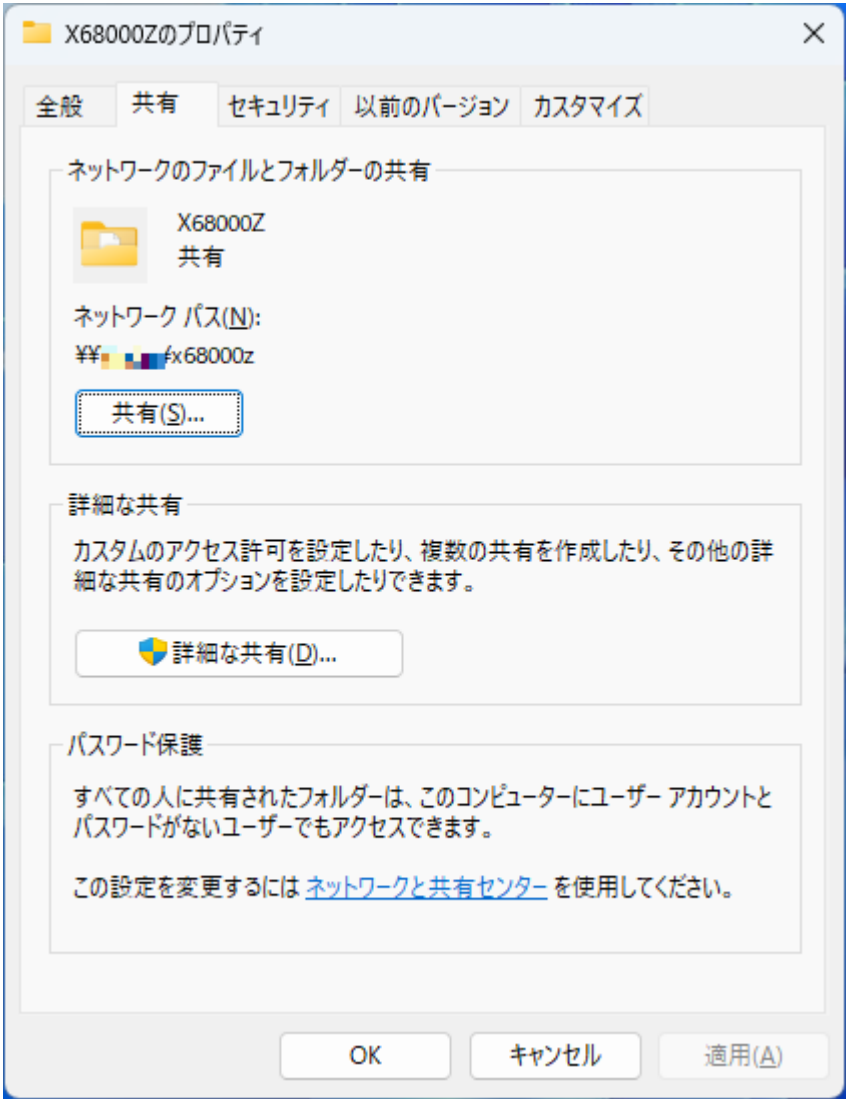 X68000Zのプロパティ
全般 共有 セキュリティ 以前のバージョン カスタマイズ
ネットワークのファイルとフォルダーの共有
X68000Z
共有
ネットワーク パス(N):
¥¥ ¥x68000z
共有(S)...
詳細な共有
カスタムのアクセス許可を設定したり、複数の共有を作成したり、その他の詳
細な共有のオプションを設定したりできます。
詳細な共有(D)...
パスワード保護
すべての人に共有されたフォルダーは、このコンピューターにユーザー アカウントと
パスワードがないユーザーでもアクセスできます。
この設定を変更するには ネットワークと共有センター を使用してください。
OK キャンセル 適用(A)